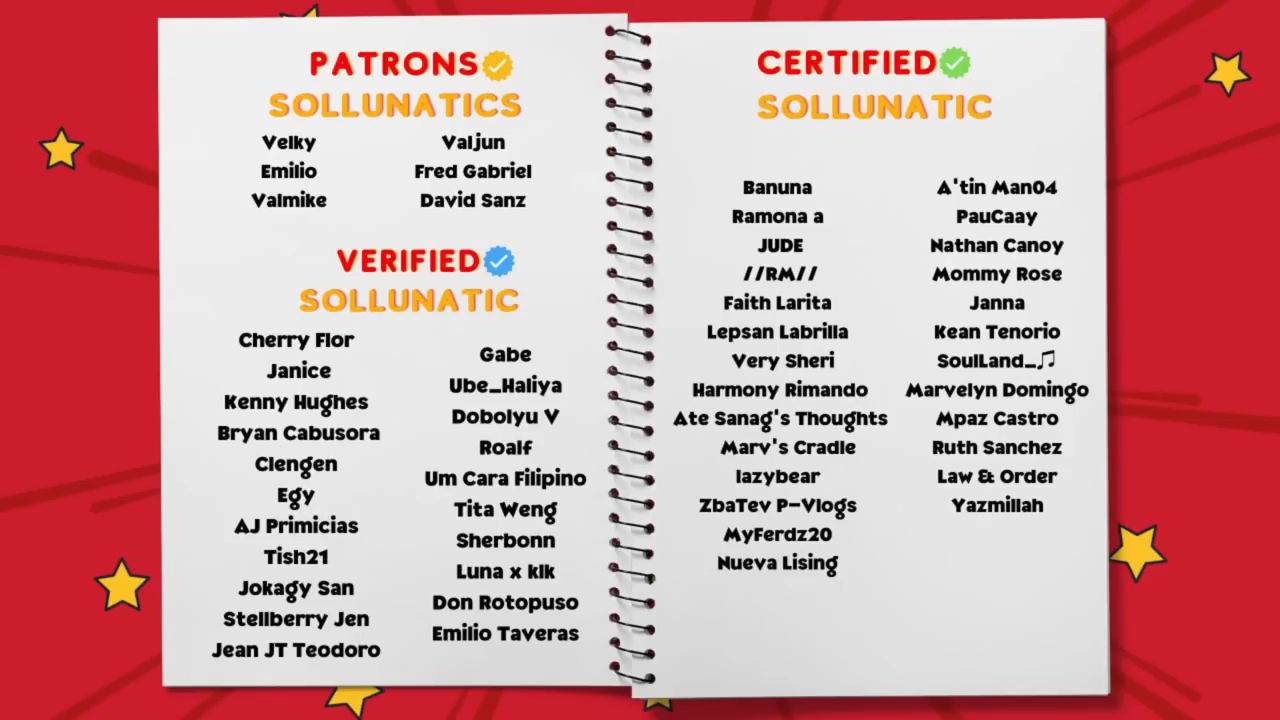 PATRONS
SOLLUNATICS
Velky
Emilio
Valmike
Valjun
Fred Gabriel
David Sanz
VERIFIED
SOLLUNATIC
Cherry Flor
Janice
Kenny Hughes
Bryan Cabusora
Clengen
Egy
AJ Primicias
Tish21
Jokagy San
Stellberry Jen
Jean JT Teodoro
Gabe
Ube_Haliya
Dobolyu V
Roalf
Um Cara Filipino
Tita Weng
Sherbonn
Luna x klk
Don Rotopuso
Emilio Taveras
CERTIFIED
SOLLUNATIC
Banuna
Ramona a
JUDE
//RM//
Faith Larita
Lepsan Labrilla
Very Sheri
Harmony Rimando
Ate Sanag's Thoughts
Marv's Cradle
lazybear
ZbaTev P-Vlogs
MyFerdz20
Nueva Lising
A'tin Man04
PauCaay
Nathan Canoy
Mommy Rose
Janna
Kean Tenorio
SoulLand_♫
Marvelyn Domingo
Mpaz Castro
Ruth Sanchez
Law & Order
Yazmillah